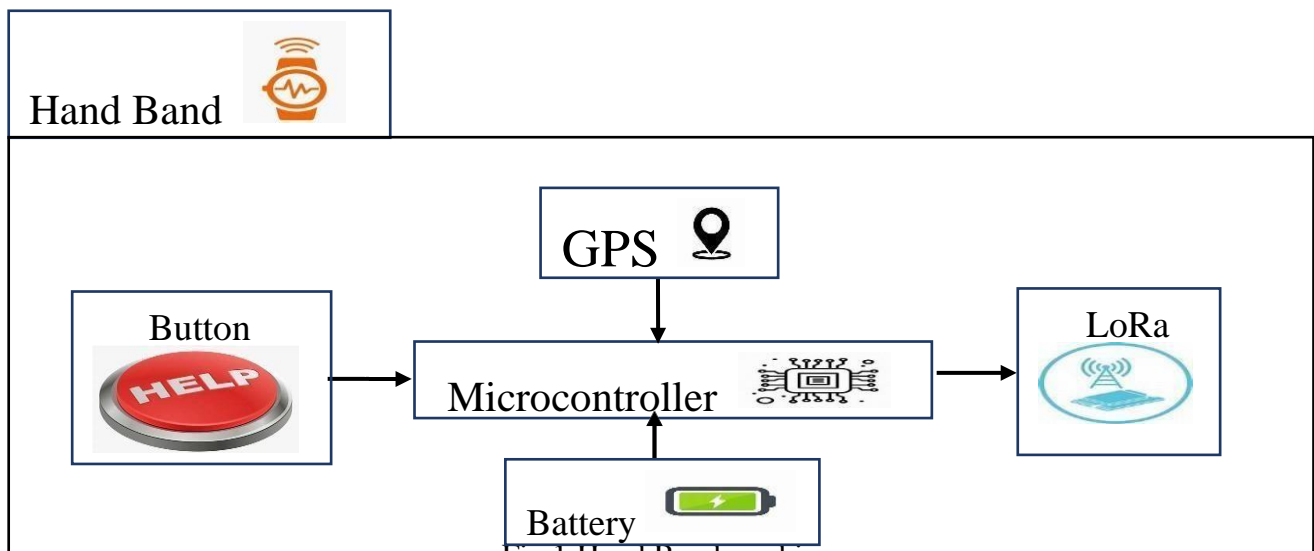 Hand Band
GPS
Button
HELP
LoRa
Microcontroller
Battery